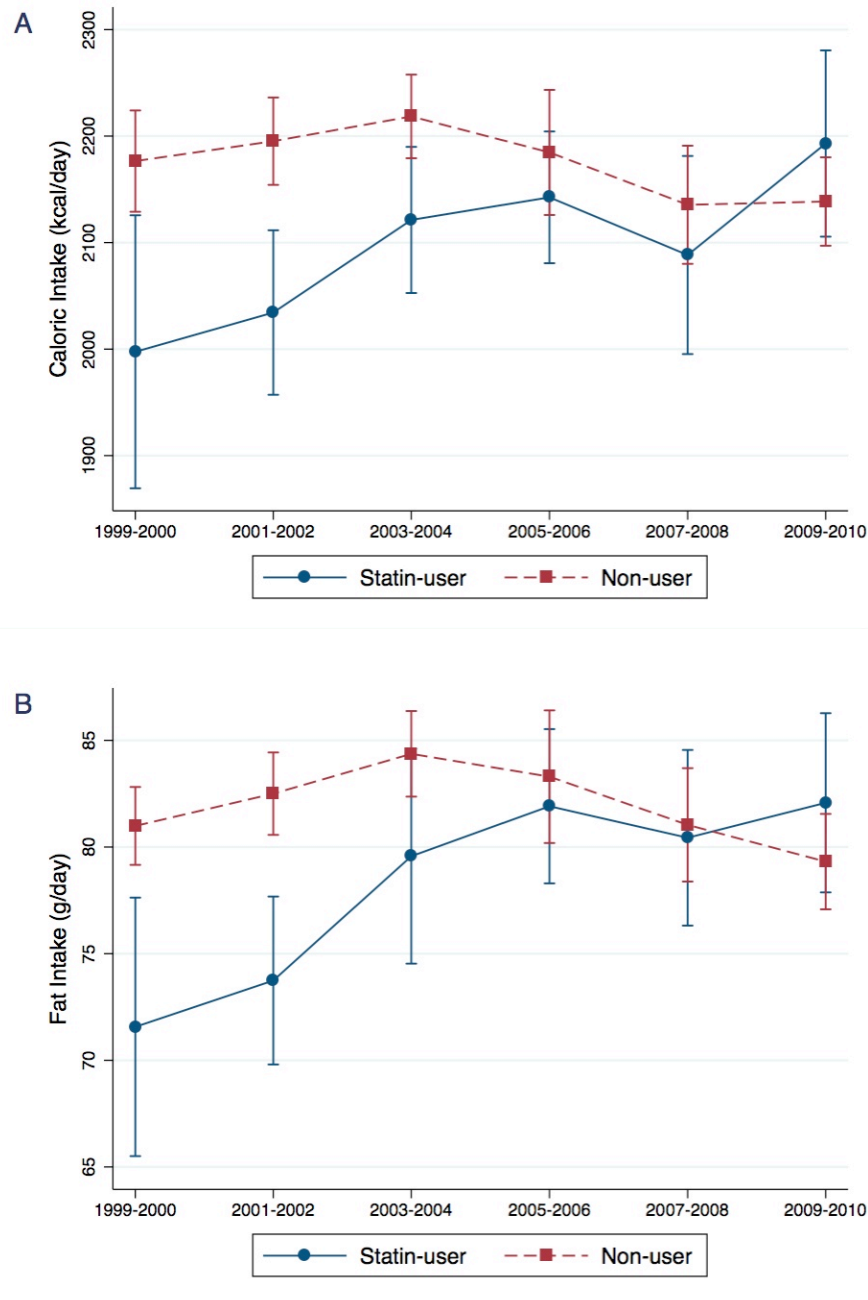 A
Caloric Intake (kcal/day)
2300
2200
2100
2000
1900
1999-2000 2001-2002 2003-2004 2005-2006 2007-2008 2009-2010
Statin-user Non-user
B
Fat Intake (g/day)
85
80
75
70
65
1999-2000 2001-2002 2003-2004 2005-2006 2007-2008 2009-2010
Statin-user Non-user